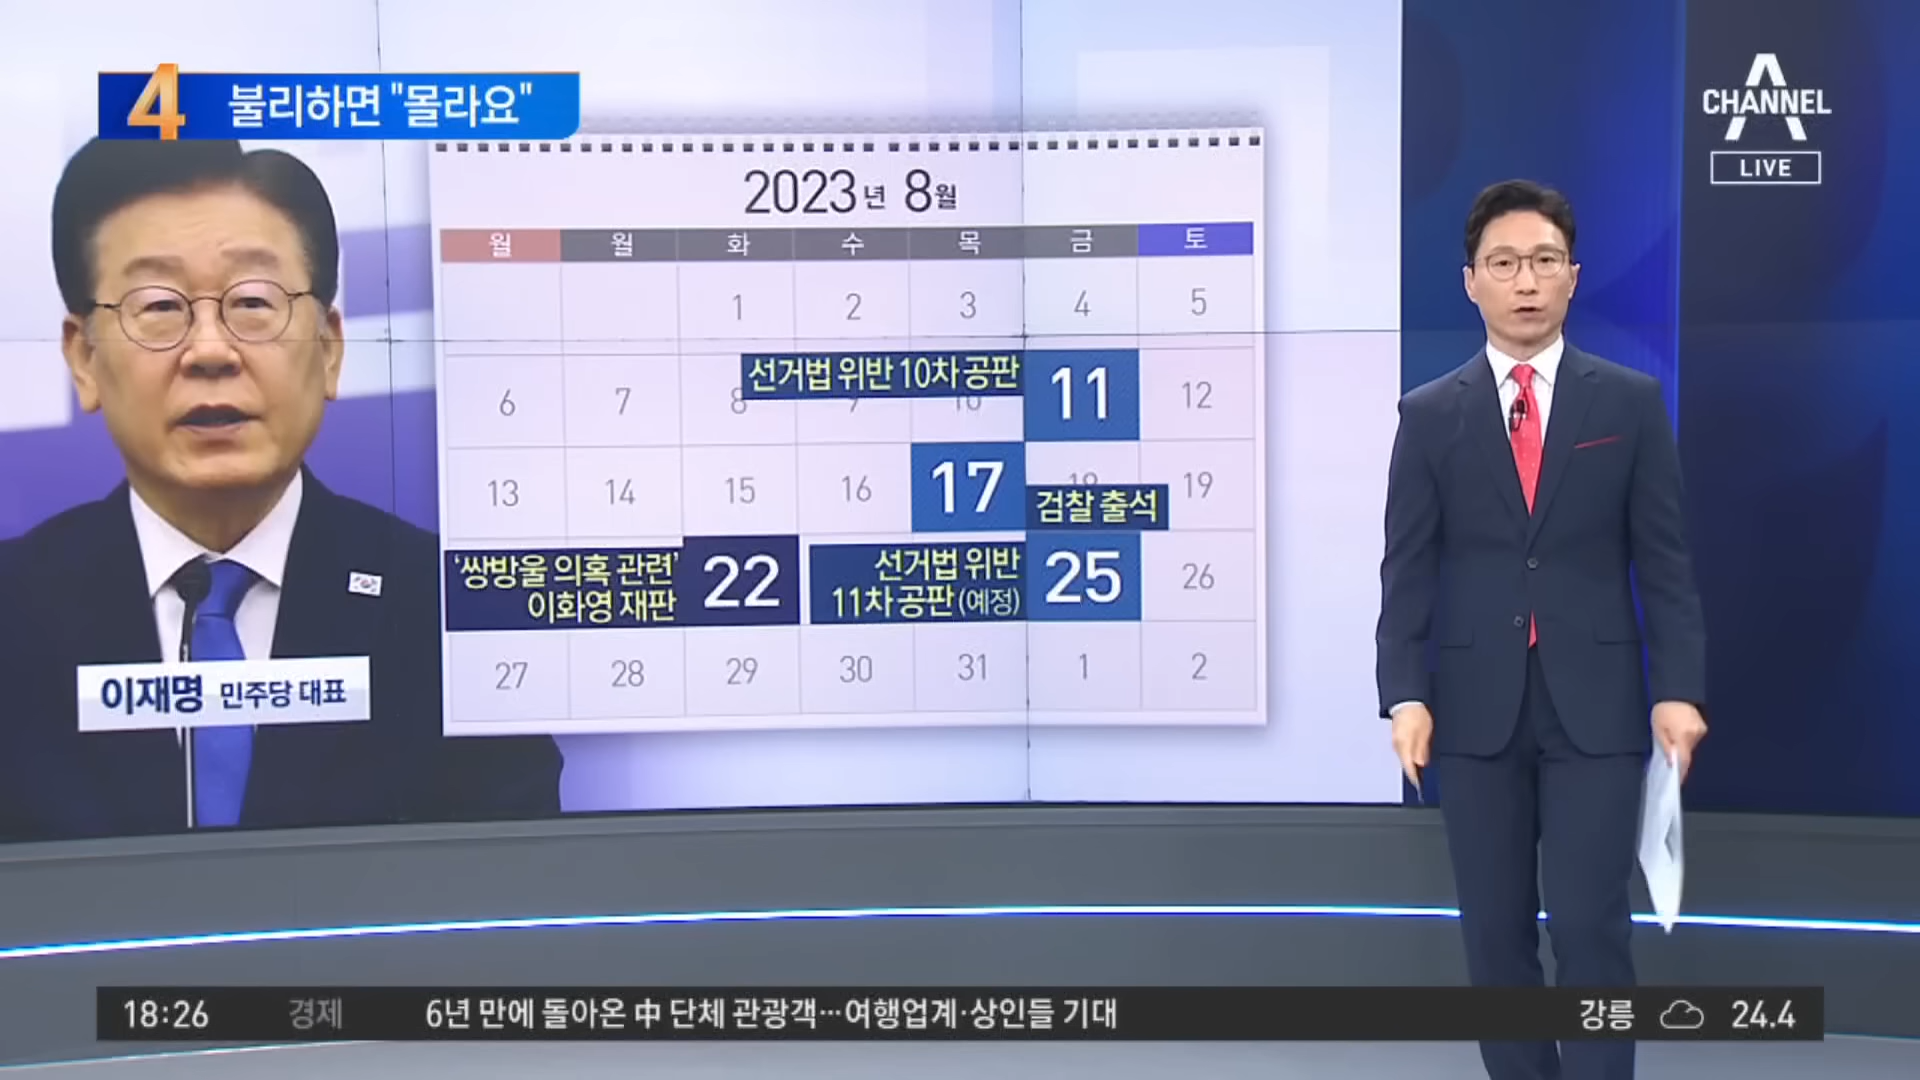 4 불리하면 "몰라요"
CHANNEL A
LIVE
2023년 8월
월 월 화 수 목 금 토
1 2 3 4 5
선거법 위반 10차 공판
6 7 8 9 10 11 12
13 14 15 16 17 18 19
검찰 출석
'쌍방울 의혹 관련'
이화영 재판
22
선거법 위반
11차 공판 (예정)
25 26
27 28 29 30 31 1 2
이재명 민주당 대표
18:26 경제 6년 만에 돌아온 中 단체 관광객…여행업계·상인들 기대 강릉 24.4